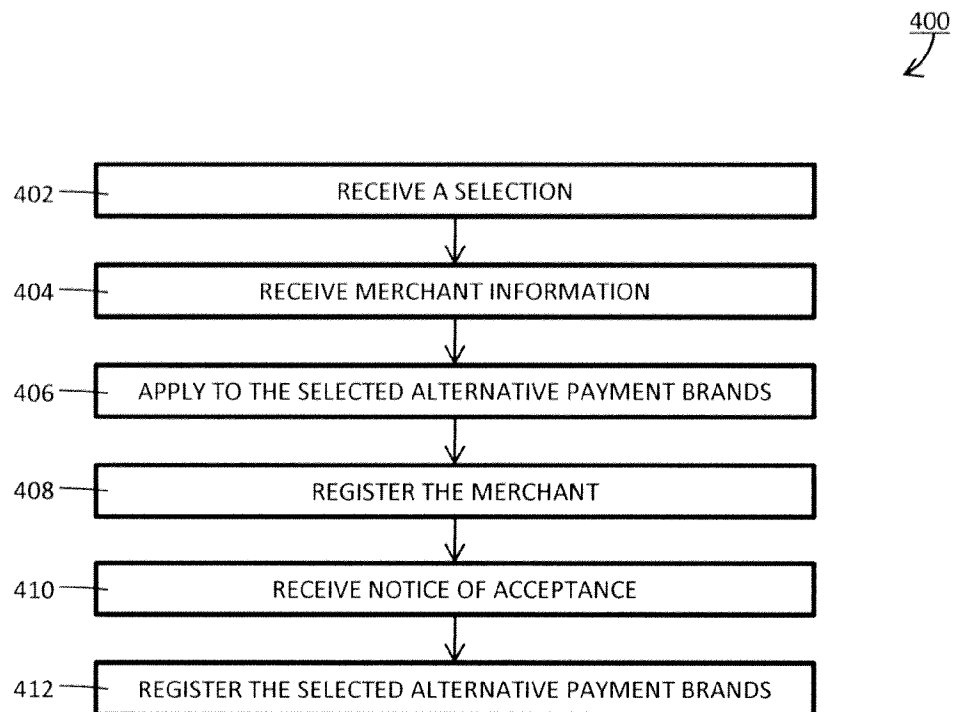 400
402 RECEIVE A SELECTION
404 RECEIVE MERCHANT INFORMATION
406 APPLY TO THE SELECTED ALTERNATIVE PAYMENT BRANDS
408 REGISTER THE MERCHANT
410 RECEIVE NOTICE OF ACCEPTANCE
412 REGISTER THE SELECTED ALTERNATIVE PAYMENT BRANDS